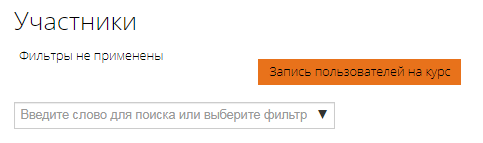 Участники
Фильтры не применены
Запись пользователей на курс
Введите слово для поиска или выберите фильтр ▼